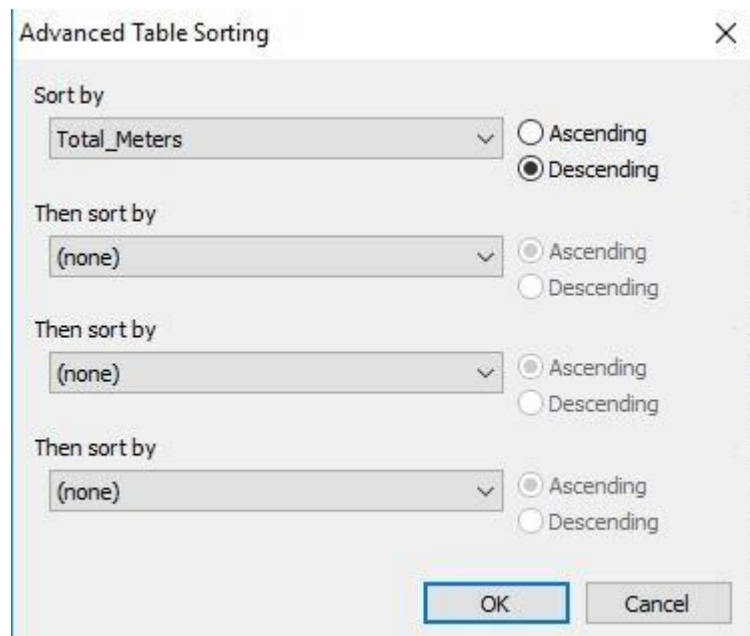 Advanced Table Sorting
Sort by
Total_Meters
Ascending
Descending
Then sort by
(none)
Ascending
Descending
Then sort by
(none)
Ascending
Descending
Then sort by
(none)
Ascending
Descending
OK Cancel